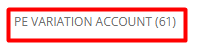 PE VARIATION ACCOUNT (61)